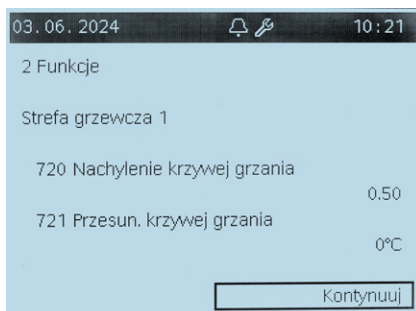 03.06.2024 10:21
2 Funkcje
Strefa grzewcza 1
720 Nachylenie krzywej grzania
0.50
721 Przesun. krzywej grzania
0°C
Kontynuuj